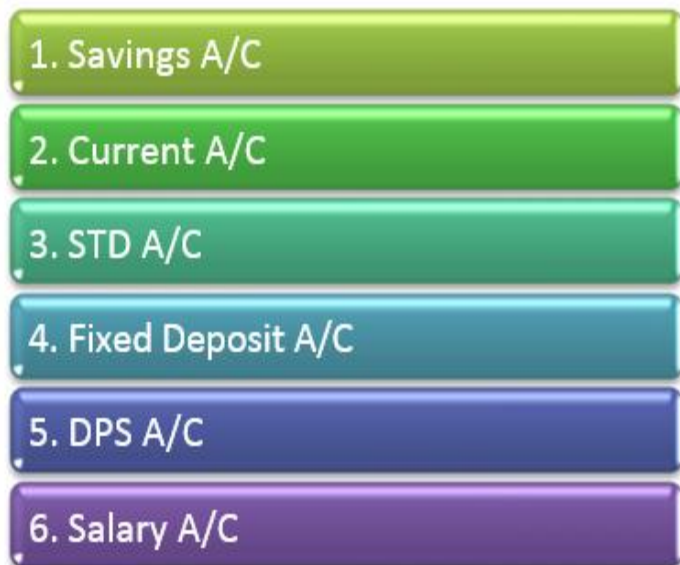 1. Savings A/C
2. Current A/C
3. STD A/C
4. Fixed Deposit A/C
5. DPS A/C
6. Salary A/C